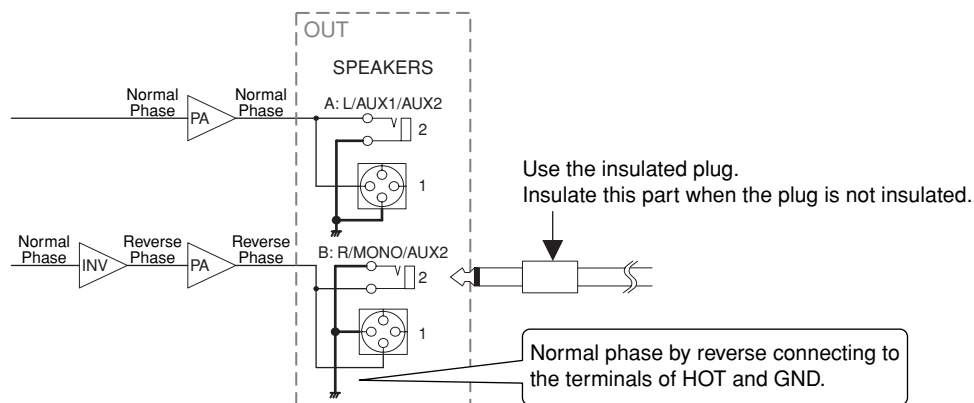 OUT
SPEAKERS
Normal
Phase
Normal
Phase
A: L/AUX1/AUX2
PA
2
1
Use the insulated plug.
Insulate this part when the plug is not insulated.
Normal
Phase
Reverse
Phase
Reverse
Phase
B: R/MONO/AUX2
INV
PA
2
1
Normal phase by reverse connecting to
the terminals of HOT and GND.